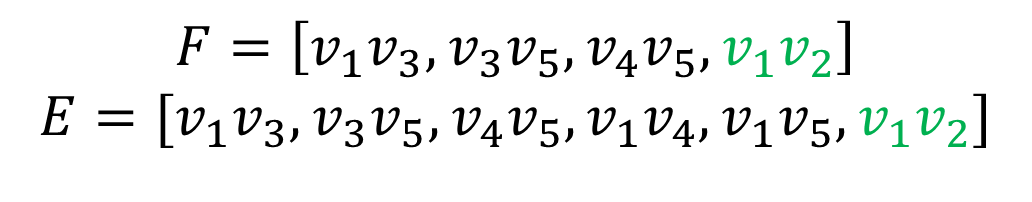 F = [v₁v₃, v₃v₅, v₄v₅, v₁v₂]
E = [v₁v₃, v₃v₅, v₄v₅, v₁v₄, v₁v₅, v₁v₂]